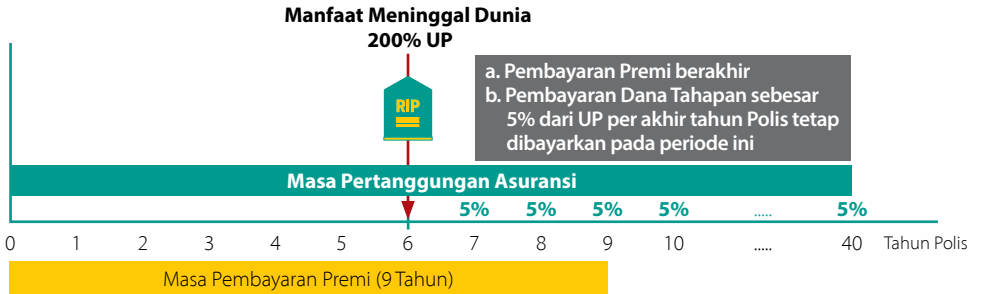 Manfaat Meninggal Dunia
200% UP
RIP
a. Pembayaran Premi berakhir
b. Pembayaran Dana Tahapan sebesar
5% dari UP per akhir tahun Polis tetap
dibayarkan pada periode ini
Masa Pertanggungan Asuransi
5% 5% 5% 5% ..... 5%
0 1 2 3 4 5 6 7 8 9 10 ..... 40 Tahun Polis
Masa Pembayaran Premi (9 Tahun)